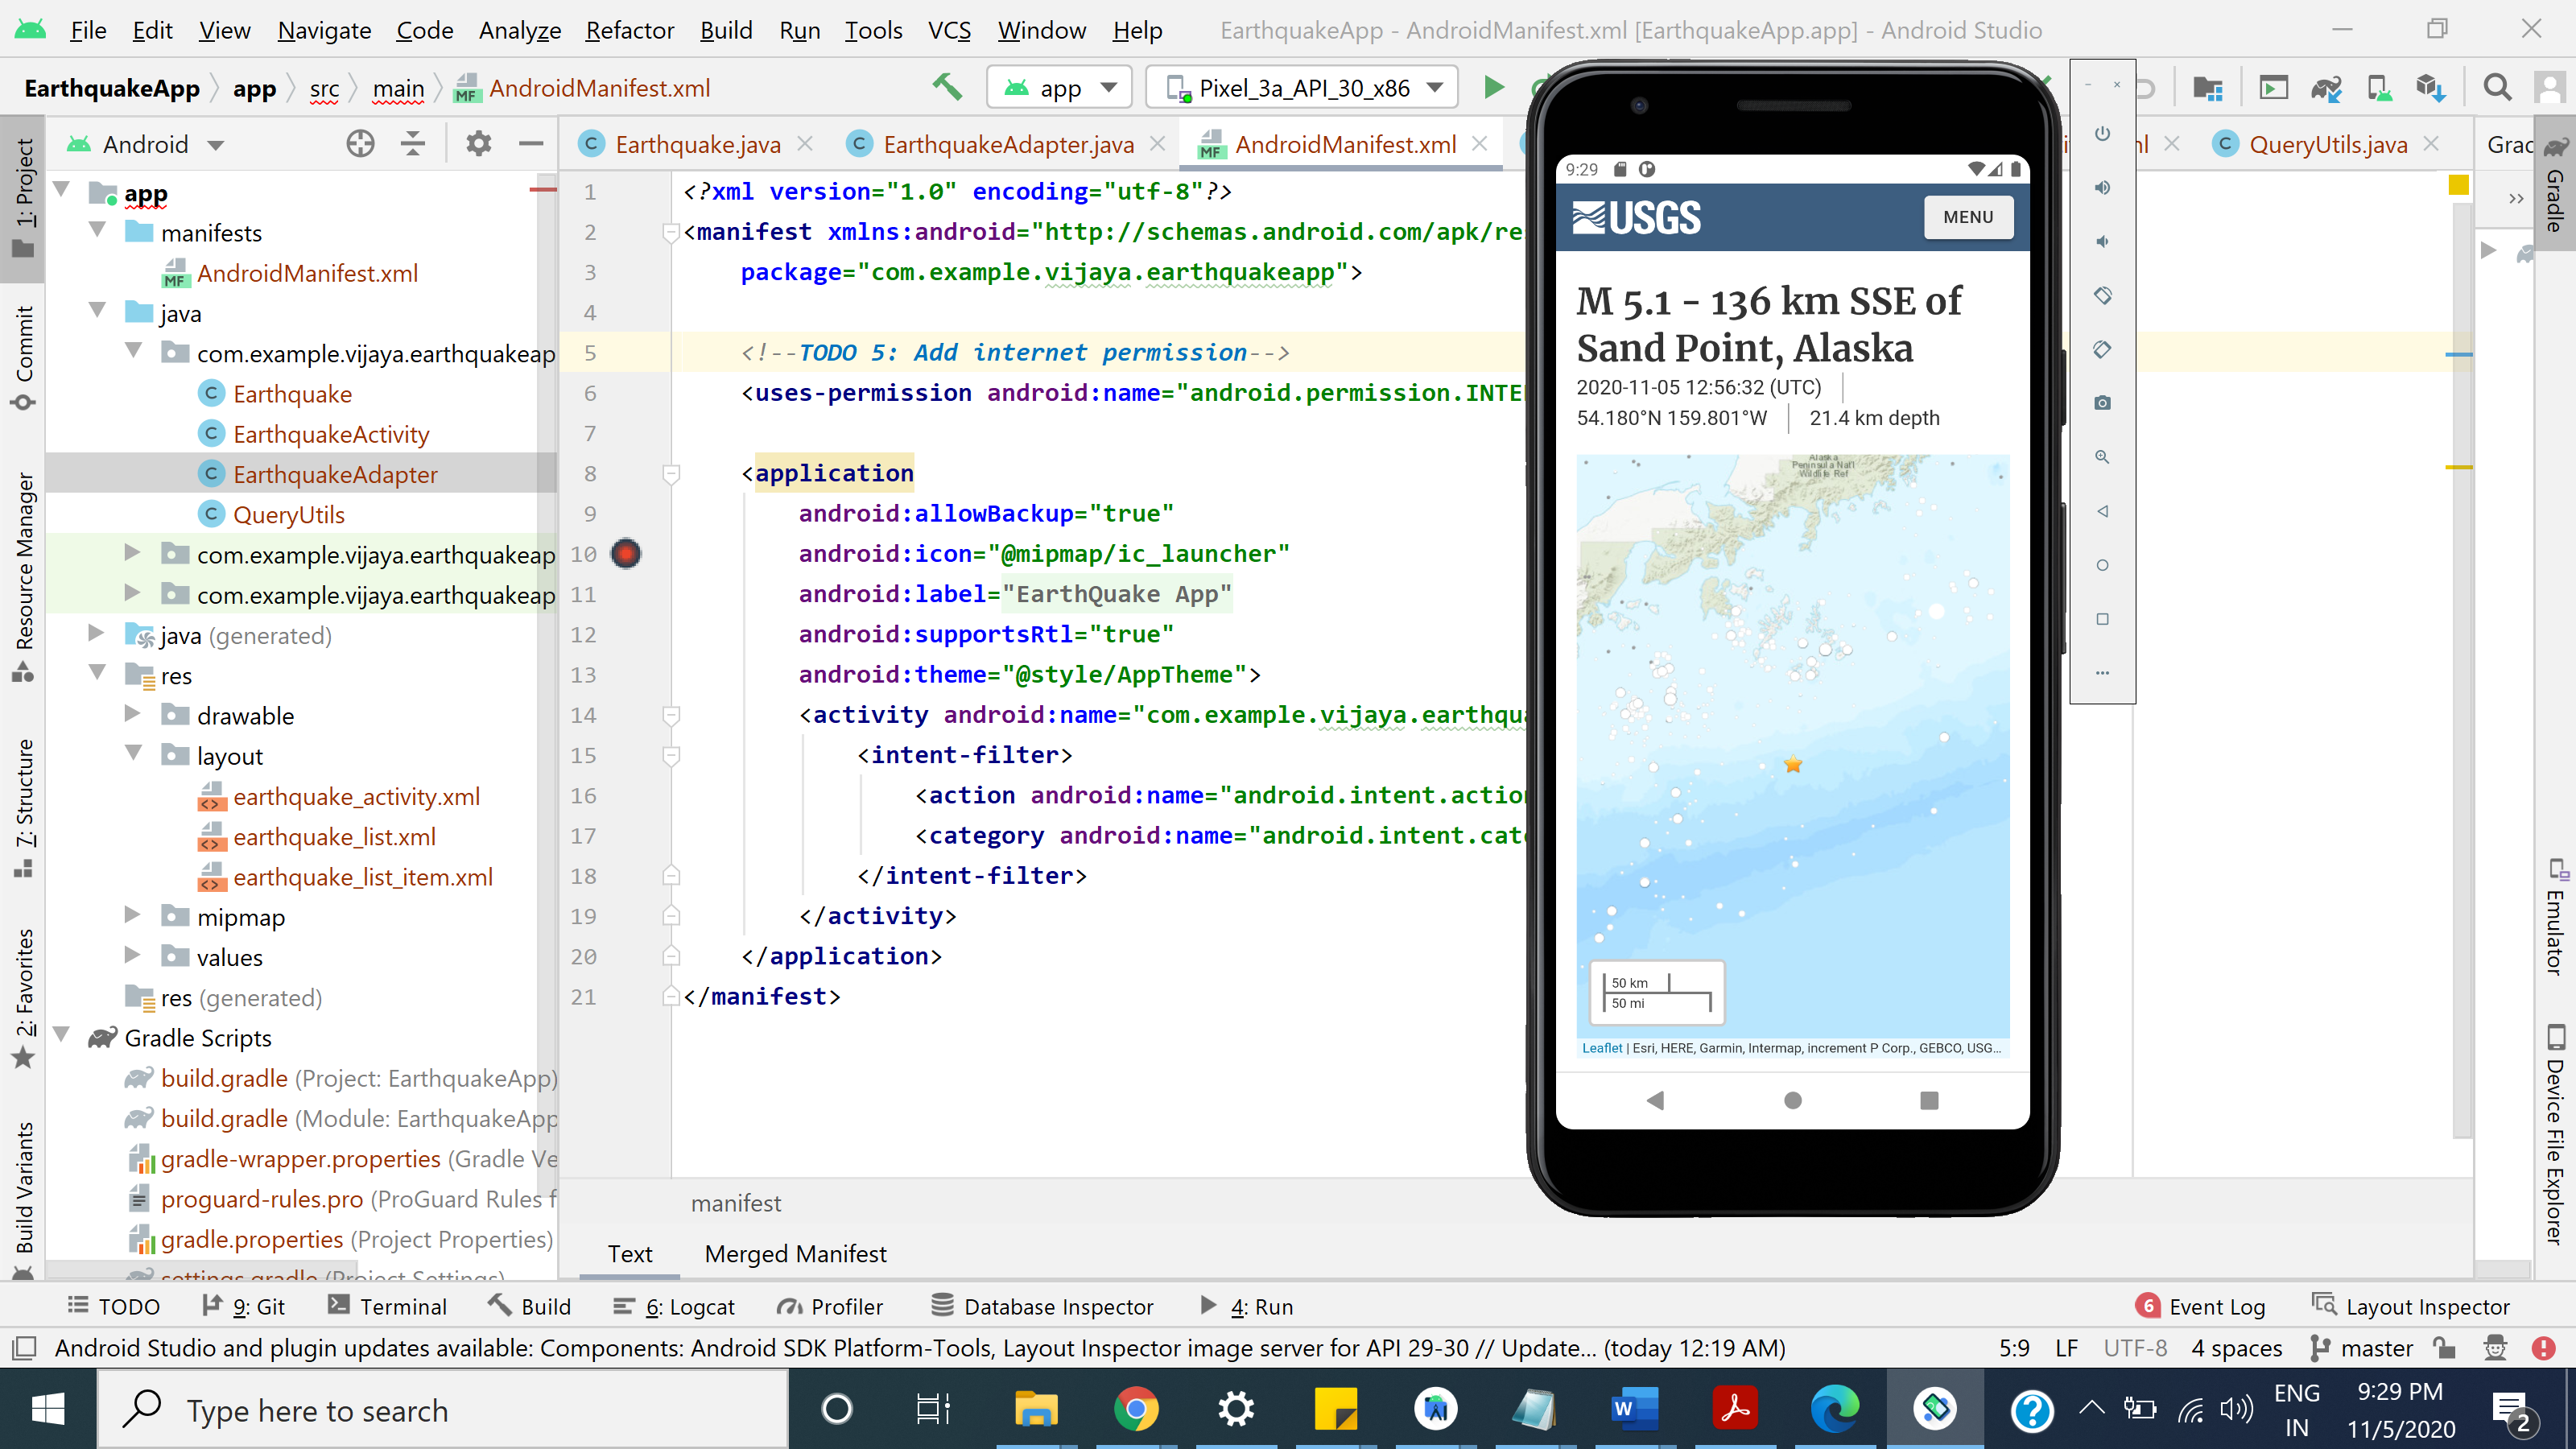 File Edit View Navigate Code Analyze Refactor Build Run Tools VCS Window Help EarthquakeApp - AndroidManifest.xml [EarthquakeApp.app] - Android Studio
EarthquakeApp app src main AndroidManifest.xml app Pixel_3a_API_30_x86
Android Earthquake.java EarthquakeAdapter.java AndroidManifest.xml QueryUtils.java
1: Project
Commit
Resource Manager
7: Structure
2: Favorites
Build Variants
app
manifests
AndroidManifest.xml
java
com.example.vijaya.earthquakeap
Earthquake
EarthquakeActivity
EarthquakeAdapter
QueryUtils
com.example.vijaya.earthquakeap
com.example.vijaya.earthquakeap
java (generated)
res
drawable
layout
earthquake_activity.xml
earthquake_list.xml
earthquake_list_item.xml
mipmap
values
res (generated)
Gradle Scripts
build.gradle (Project: EarthquakeApp)
build.gradle (Module: EarthquakeApp
gradle-wrapper.properties (Gradle Ve
proguard-rules.pro (ProGuard Rules f
gradle.properties (Project Properties)
settings.gradle (Project Settings)
1 <?xml version="1.0" encoding="utf-8"?>
2 <manifest xmlns:android="http://schemas.android.com/apk/re
3 package="com.example.vijaya.earthquakeapp">
4
5 <!--TODO 5: Add internet permission-->
6 <uses-permission android:name="android.permission.INTE
7
8 <application
9 android:allowBackup="true"
10 android:icon="@mipmap/ic_launcher"
11 android:label="EarthQuake App"
12 android:supportsRtl="true"
13 android:theme="@style/AppTheme">
14 <activity android:name="com.example.vijaya.earthqua
15 <intent-filter>
16 <action android:name="android.intent.action
17 <category android:name="android.intent.cate
18 </intent-filter>
19 </activity>
20 </application>
21 </manifest>
manifest
Text Merged Manifest
9:29
USGS MENU
M 5.1 - 136 km SSE of
Sand Point, Alaska
2020-11-05 12:56:32 (UTC)
54.180°N 159.801°W 21.4 km depth
Alaska
Peninsula Nat'l
Wildlife Ref
50 km
50 mi
Leaflet | Esri, HERE, Garmin, Intermap, increment P Corp., GEBCO, USG...
Grad
Gradle
Emulator
Device File Explorer
TODO 9: Git Terminal Build 6: Logcat Profiler Database Inspector 4: Run 6 Event Log Layout Inspector
Android Studio and plugin updates available: Components: Android SDK Platform-Tools, Layout Inspector image server for API 29-30 // Update... (today 12:19 AM) 5:9 LF UTF-8 4 spaces master
Type here to search
ENG
IN
9:29 PM
11/5/2020
2